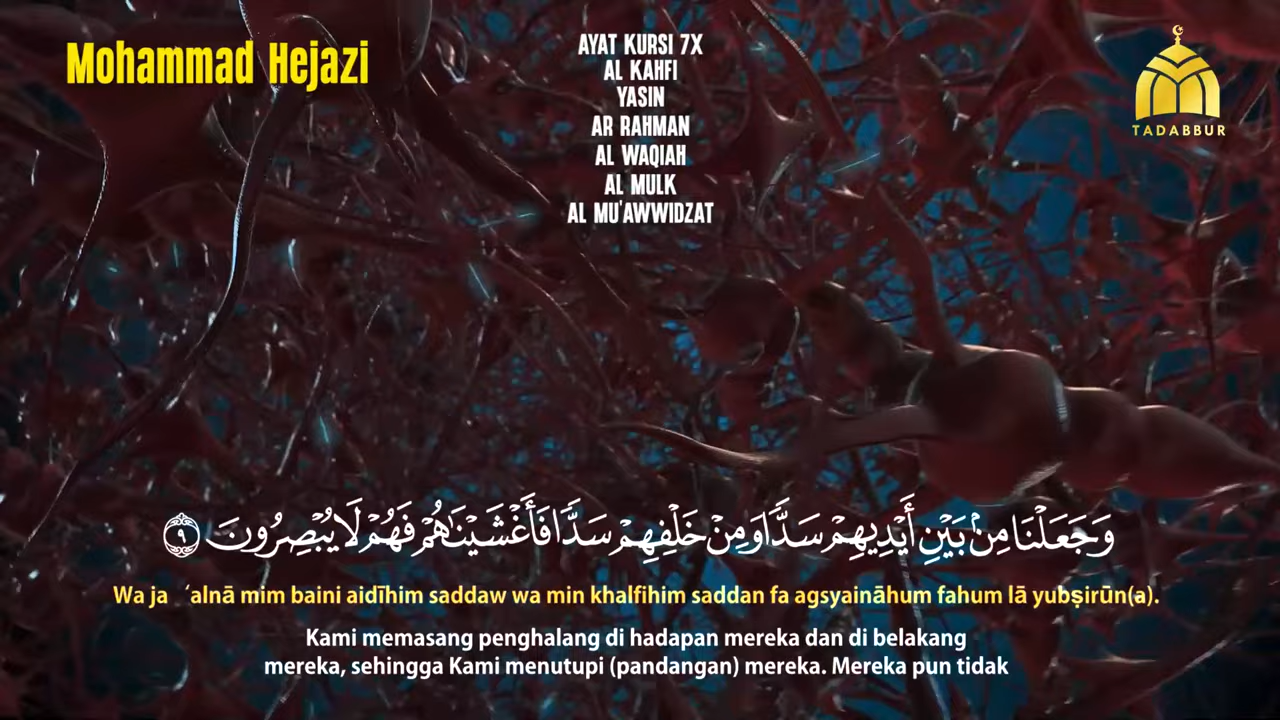 Mohammad Hejazi
AYAT KURSI 7X
AL KAHFI
YASIN
AR RAHMAN
AL WAQIAH
AL MULK
AL MU'AWWIDZAT
TADABBUR
وَجَعَلْنَا مِنْۢ بَيْنِ أَيْدِيهِمْ سَدًّا وَمِنْ خَلْفِهِمْ سَدًّا فَأَغْشَيْنَـٰهُمْ فَهُمْ لَا يُبْصِرُونَ ۝٩
Wa ja‘alnā mim baini aidīhim saddaw wa min khalfihim saddan fa agsyaināhum fahum lā yubṣirūn(a).
Kami memasang penghalang di hadapan mereka dan di belakang
mereka, sehingga Kami menutupi (pandangan) mereka. Mereka pun tidak